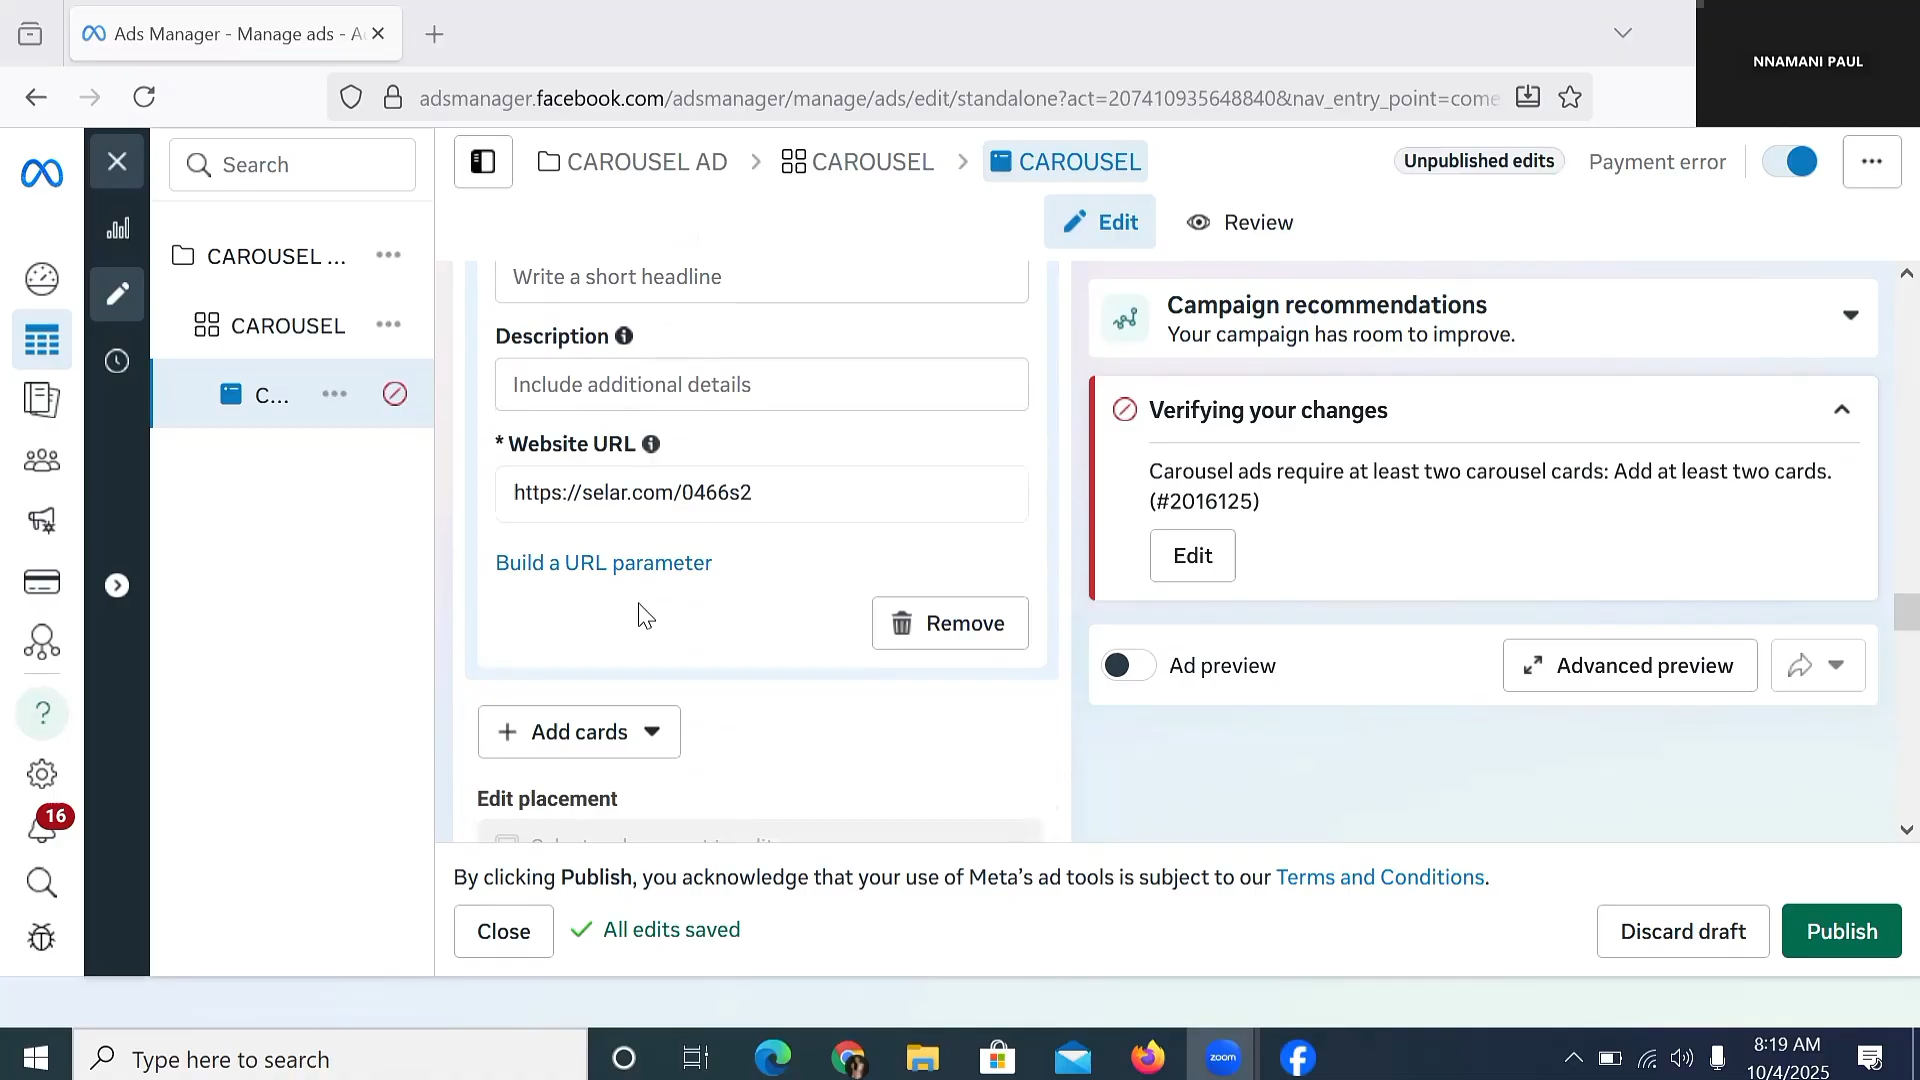 Ads Manager - Manage ads - A
NNAMANI PAUL
adsmanager.facebook.com/adsmanager/manage/ads/edit/standalone?act=207410935648840&nav_entry_point=come
Search
CAROUSEL AD
CAROUSEL
CAROUSEL
Unpublished edits
Payment error
Edit
Review
CAROUSEL ...
CAROUSEL
C...
Write a short headline
Description
Include additional details
* Website URL
https://selar.com/0466s2
Build a URL parameter
Remove
Add cards
Edit placement
Campaign recommendations
Your campaign has room to improve.
Verifying your changes
Carousel ads require at least two carousel cards: Add at least two cards.
(#2016125)
Edit
Ad preview
Advanced preview
16
By clicking Publish, you acknowledge that your use of Meta's ad tools is subject to our Terms and Conditions.
Close
All edits saved
Discard draft
Publish
Type here to search
zoom
8:19 AM
10/4/2025